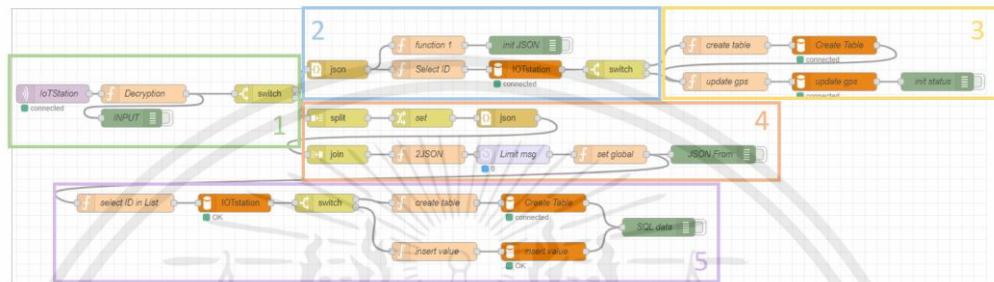 2
3
function 1
init JSON
create table
Create Table
connected
json
Select ID
IOTstation
switch
connected
update gps
update gps
init status
connected
IoTStation
Decryption
switch
connected
INPUT
1
split
set
json
4
join
2JSON
Limit msg
set global
JSON From
0
select ID in List
IOTstation
switch
create table
Create Table
OK
connected
SQL data
insert value
insert value
OK
5